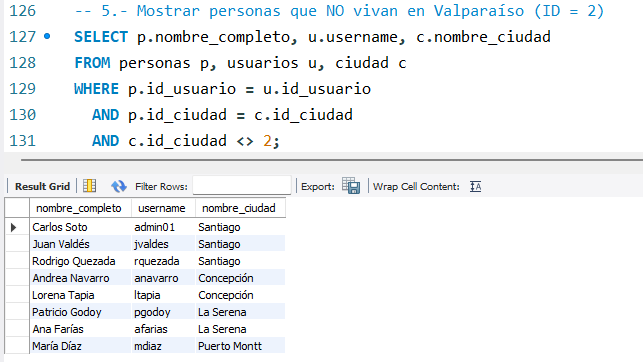 126 -- 5.- Mostrar personas que NO vivan en Valparaíso (ID = 2)
127 SELECT p.nombre_completo, u.username, c.nombre_ciudad
128 FROM personas p, usuarios u, ciudad c
129 WHERE p.id_usuario = u.id_usuario
130 AND p.id_ciudad = c.id_ciudad
131 AND c.id_ciudad <> 2;
Result Grid Filter Rows: Export: Wrap Cell Content:
nombre_completo username nombre_ciudad
Carlos Soto admin01 Santiago
Juan Valdés jvaldes Santiago
Rodrigo Quezada rquezada Santiago
Andrea Navarro anavarro Concepción
Lorena Tapia ltapia Concepción
Patricio Godoy pgodoy La Serena
Ana Farías afarias La Serena
María Díaz mdiaz Puerto Montt